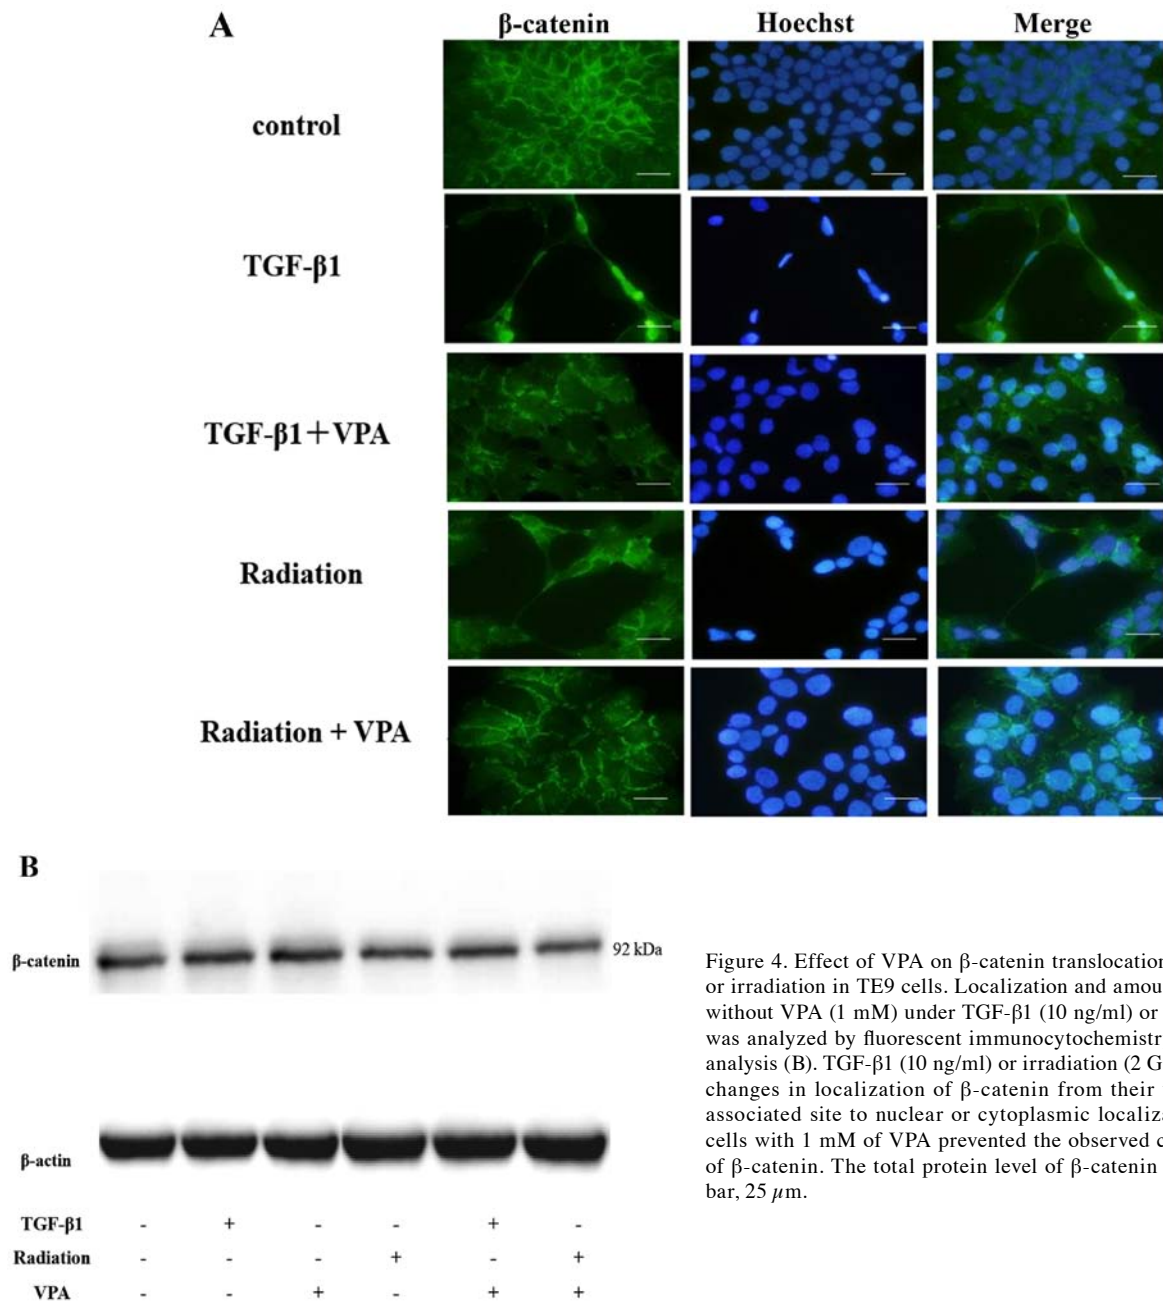 A
β-catenin Hoechst Merge
control
TGF-β1
TGF-β1+VPA
Radiation
Radiation + VPA
B
β-catenin
92 kDa
β-actin
TGF-β1 - + - - + -
Radiation - - - + - +
VPA - - + - + +
Figure 4. Effect of VPA on β-catenin translocation
or irradiation in TE9 cells. Localization and amou
without VPA (1 mM) under TGF-β1 (10 ng/ml) or
was analyzed by fluorescent immunocytochemistr
analysis (B). TGF-β1 (10 ng/ml) or irradiation (2 G
changes in localization of β-catenin from their
associated site to nuclear or cytoplasmic localiza
cells with 1 mM of VPA prevented the observed c
of β-catenin. The total protein level of β-catenin
bar, 25 μm.